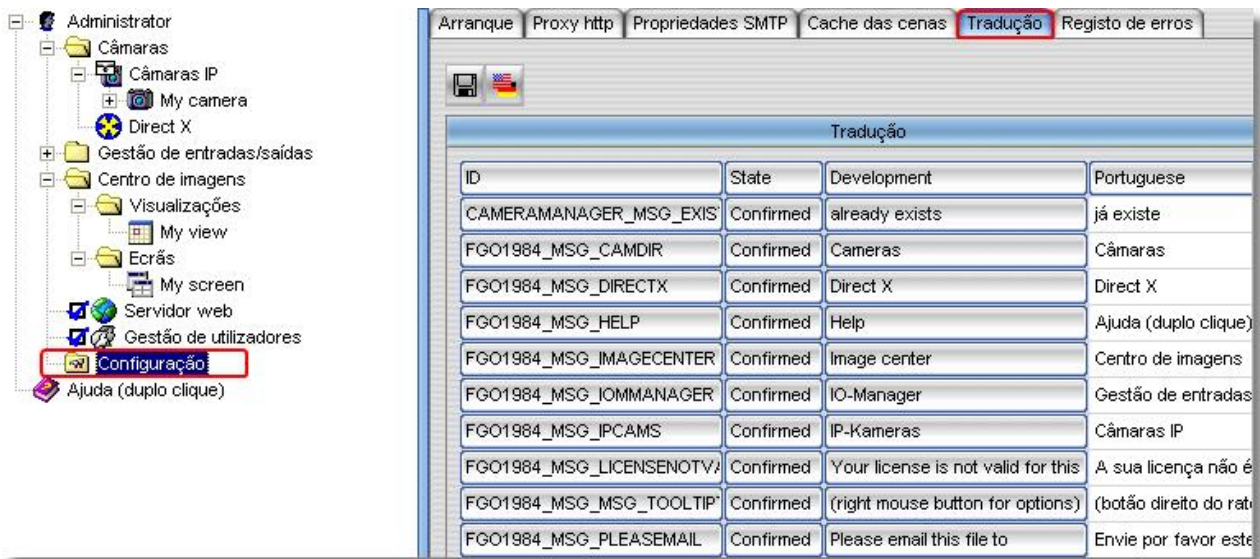 Administrator
Câmaras
Câmaras IP
My camera
Direct X
Gestão de entradas/saídas
Centro de imagens
Visualizações
My view
Ecrãs
My screen
Servidor web
Gestão de utilizadores
Configuração
Ajuda (duplo clique)
Arranque Proxy http Propriedades SMTP Cache das cenas Tradução Registo de erros
Tradução
ID State Development Portuguese
CAMERAMANAGER_MSG_EXIS Confirmed already exists já existe
FGO1984_MSG_CAMDIR Confirmed Cameras Câmaras
FGO1984_MSG_DIRECTX Confirmed Direct X Direct X
FGO1984_MSG_HELP Confirmed Help Ajuda (duplo clique)
FGO1984_MSG_IMAGECENTER Confirmed Image center Centro de imagens
FGO1984_MSG_IOMMANAGER Confirmed IO-Manager Gestão de entradas
FGO1984_MSG_IPCAMS Confirmed IP-Kameras Câmaras IP
FGO1984_MSG_LICENSENOTV Confirmed Your license is not valid for this A sua licença não é
FGO1984_MSG_MSG_TOOLTIP Confirmed (right mouse button for options) (botão direito do rat
FGO1984_MSG_PLEASEMAIL Confirmed Please email this file to Envie por favor este